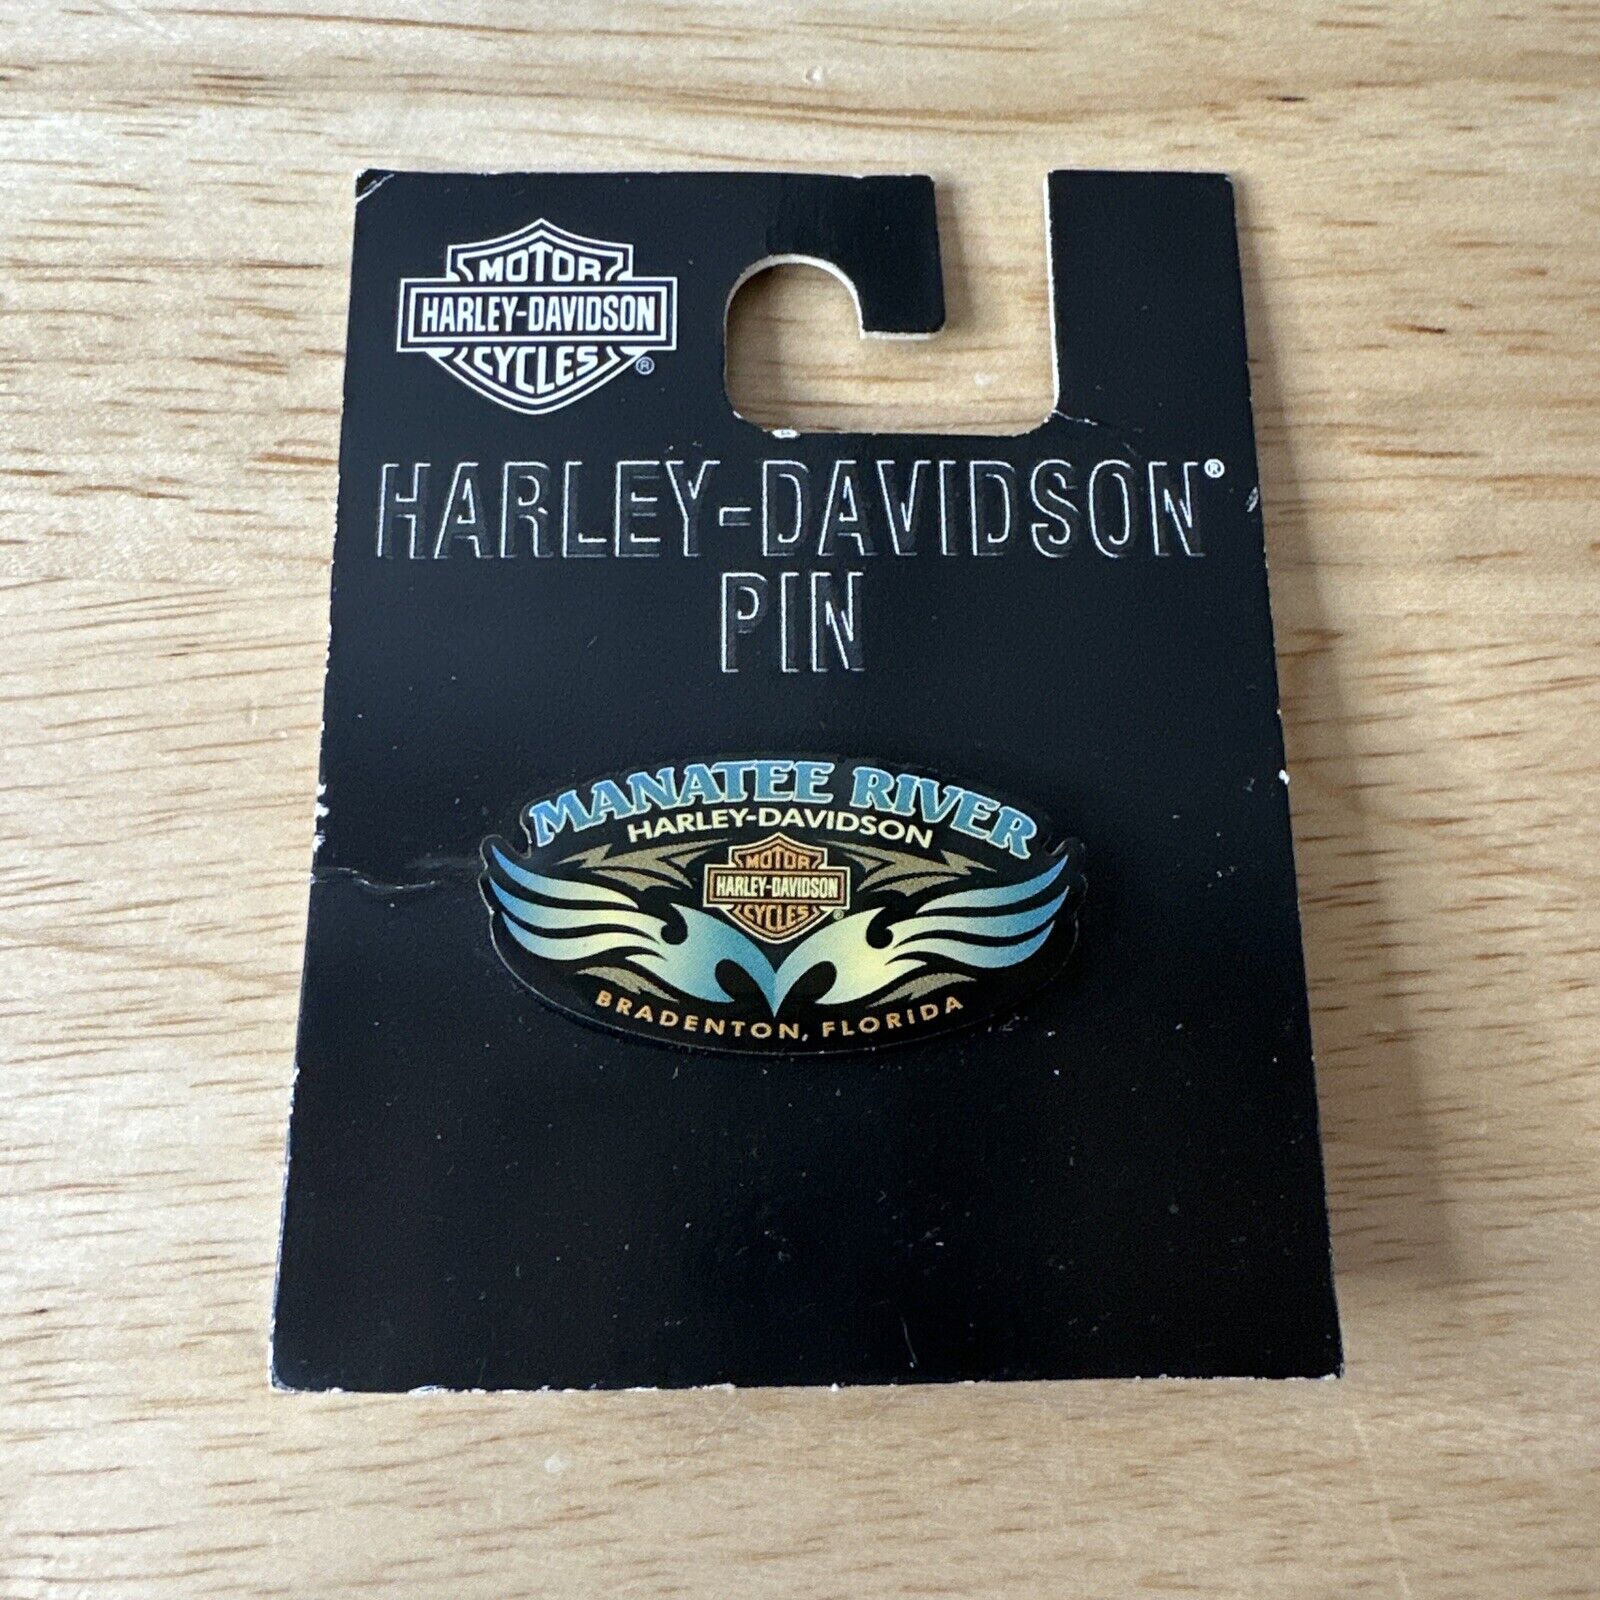 MOTOR
HARLEY-DAVIDSON
CYCLES ®
HARLEY-DAVIDSON®
PIN
MANATEE RIVER
HARLEY-DAVIDSON
MOTOR
HARLEY-DAVIDSON
CYCLES ®
BRADENTON, FLORIDA